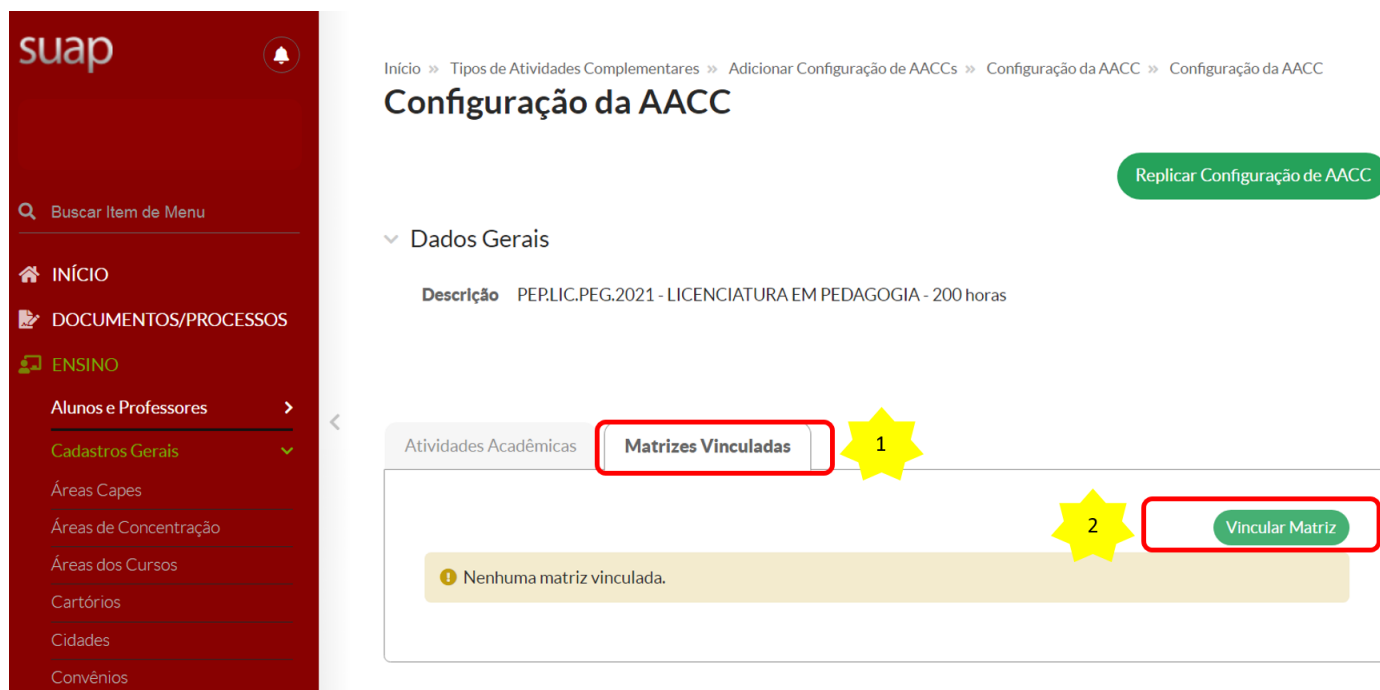 suap
Buscar Item de Menu
INÍCIO
DOCUMENTOS/PROCESSOS
ENSINO
Alunos e Professores
Cadastros Gerais
Áreas Capes
Áreas de Concentração
Áreas dos Cursos
Cartórios
Cidades
Convênios
Início » Tipos de Atividades Complementares » Adicionar Configuração de AACCs » Configuração da AACC » Configuração da AACC
Configuração da AACC
Replicar Configuração de AACC
Dados Gerais
Descrição PEP.LIC.PEG.2021 - LICENCIATURA EM PEDAGOGIA - 200 horas
Atividades Acadêmicas Matrizes Vinculadas 1
2 Vincular Matriz
Nenhuma matriz vinculada.